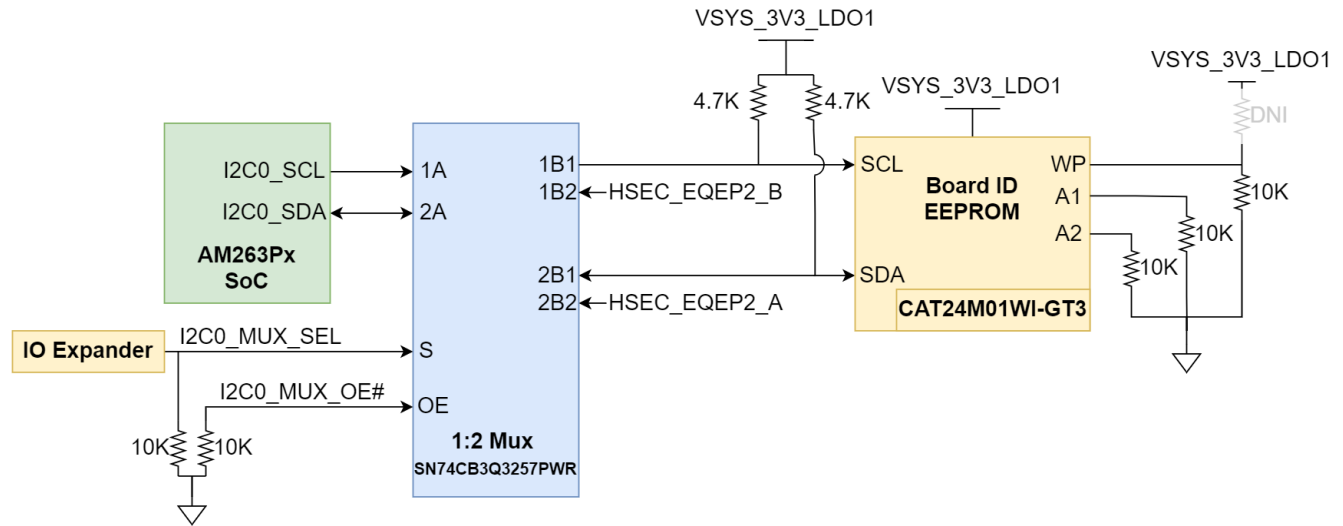 VSYS_3V3_LDO1
VSYS_3V3_LDO1
VSYS_3V3_LDO1
4.7K
4.7K
DNI
I2C0_SCL
I2C0_SDA
AM263Px
SoC
1A
2A
1B1
1B2
HSEC_EQEP2_B
2B1
2B2
HSEC_EQEP2_A
SCL
SDA
Board ID
EEPROM
WP
A1
A2
CAT24M01WI-GT3
10K
10K
10K
IO Expander
I2C0_MUX_SEL
S
I2C0_MUX_OE#
OE
10K
10K
1:2 Mux
SN74CB3Q3257PWR